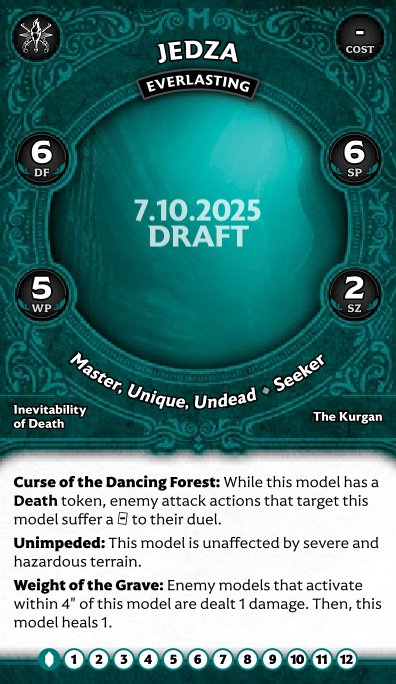 JEDZA
EVERLASTING
-
COST
6
DF
6
SP
7.10.2025
DRAFT
5
WP
2
SZ
Master, Unique, Undead ♦ Seeker
Inevitability
of Death
The Kurgan
Curse of the Dancing Forest: While this model has a
Death token, enemy attack actions that target this
model suffer a [-] to their duel.
Unimpeded: This model is unaffected by severe and
hazardous terrain.
Weight of the Grave: Enemy models that activate
within 4" of this model are dealt 1 damage. Then, this
model heals 1.
1 2 3 4 5 6 7 8 9 10 11 12